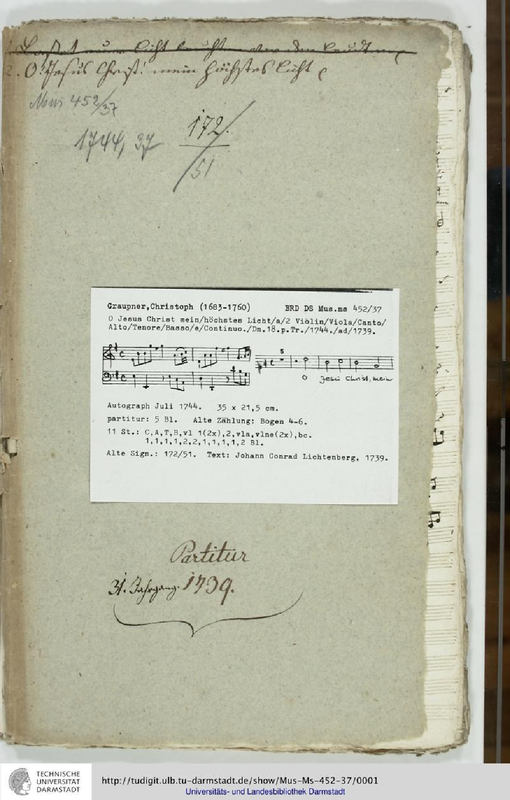 2. O Jesus Christ mein höchstes Licht
Mus 452/37
1744, 37
172.
51
Graupner,Christoph (1683-1760) BRD DS Mus.ms 452/37
O Jesus Christ mein/höchstes Licht/a/2 Violin/Viola/Canto/
Alto/Tenore/Basso/e/Continuo./Dn.18.p.Tr./1744./ad/1739.
O Jesu Christ, mein
Autograph Juli 1744. 35 x 21,5 cm.
partitur: 5 Bl. Alte Zählung: Bogen 4-6.
11 St.: C,A,T,B,vl 1(2x),2,vla,vlne(2x),bc.
1,1,1,1,2,2,1,1,1,1,2 Bl.
Alte Sign.: 172/51. Text: Johann Conrad Lichtenberg, 1739.
Partitur
31. Jahrgang. 1739.
TECHNISCHE
UNIVERSITÄT
DARMSTADT
http://tudigit.ulb.tu-darmstadt.de/show/Mus-Ms-452-37/0001
Universitäts- und Landesbibliothek Darmstadt